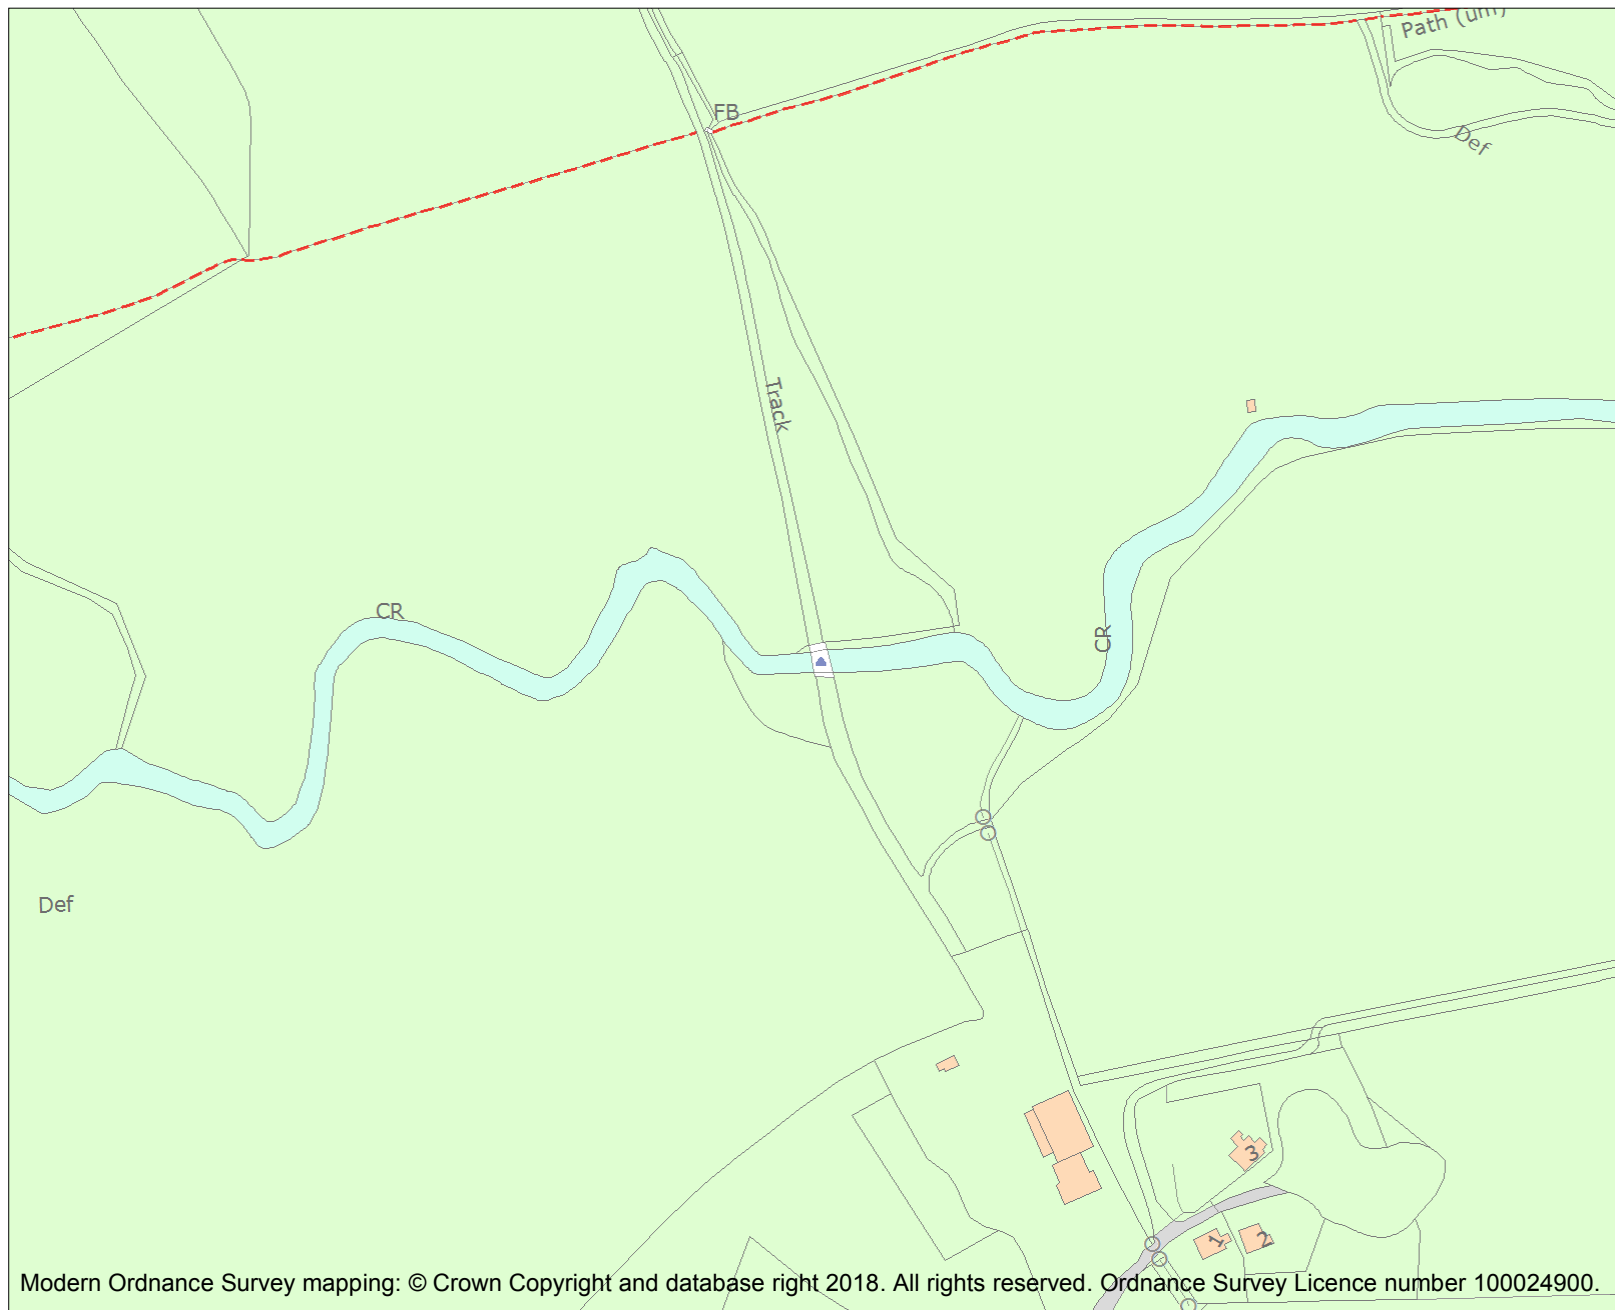 Path (um)
FB
Def
Track
CR
CR
Def
3
1
2
Modern Ordnance Survey mapping: © Crown Copyright and database right 2018. All rights reserved. Ordnance Survey Licence number 100024900.